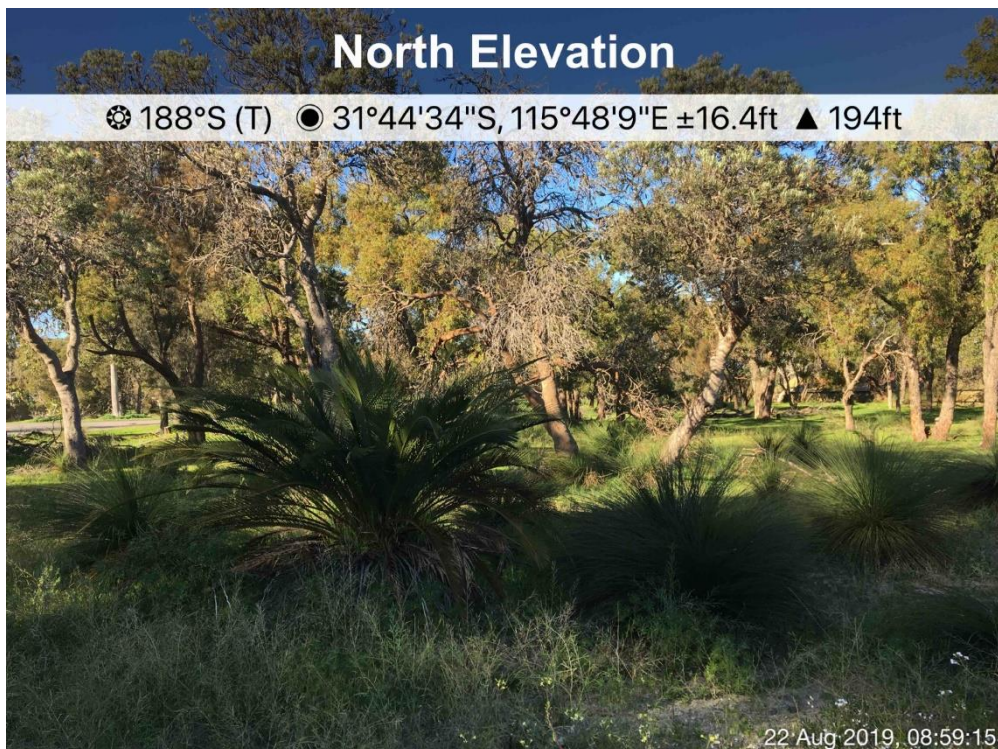 North Elevation
188°S (T) 31°44'34"S, 115°48'9"E ±16.4ft ▲ 194ft
22 Aug 2019, 08:59:15